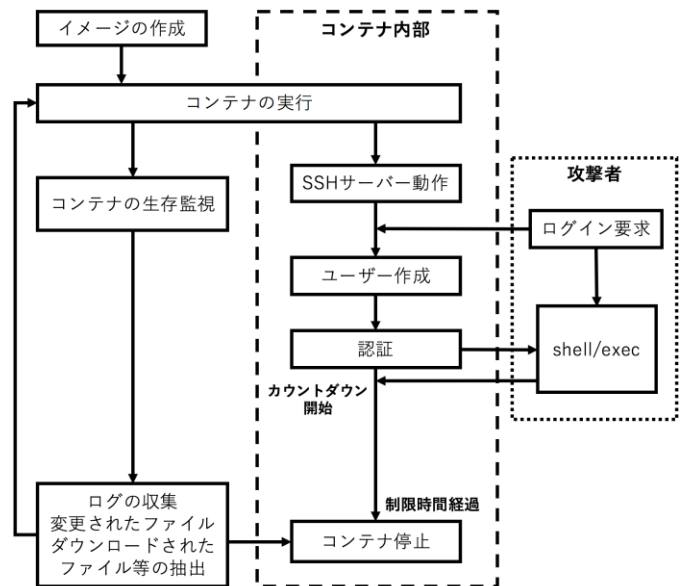 イメージの作成
コンテナ内部
コンテナの実行
SSHサーバー動作
攻撃者
コンテナの生存監視
ログイン要求
ユーザー作成
認証
shell/exec
カウントダウン
開始
制限時間経過
ログの収集
変更されたファイル
ダウンロードされた
ファイル等の抽出
コンテナ停止